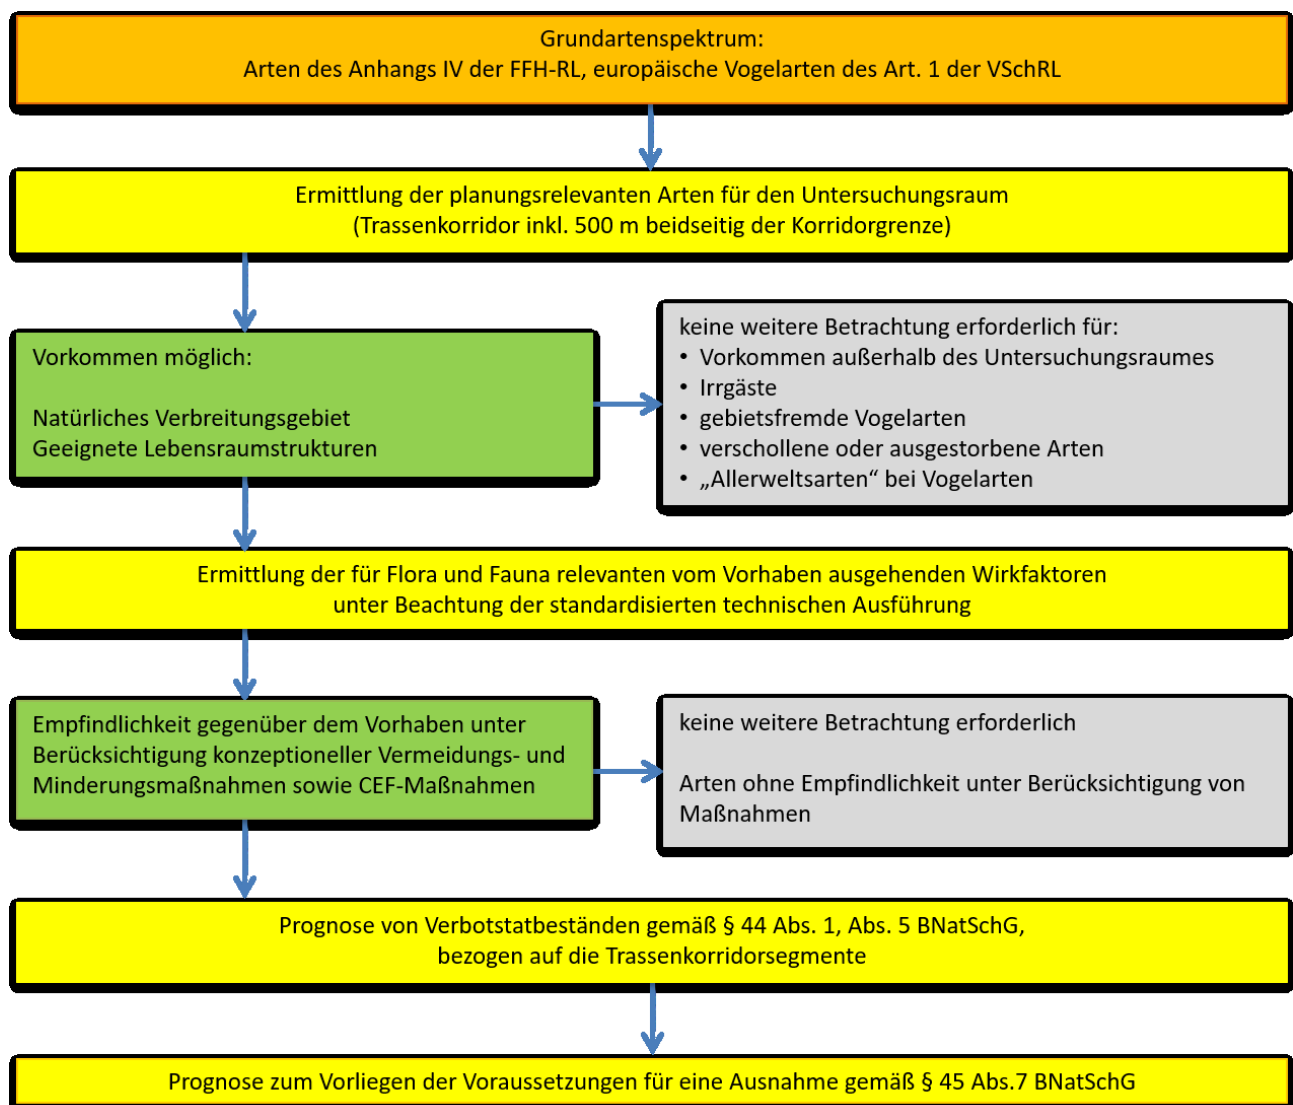 Grundartenspektrum:
Arten des Anhangs IV der FFH-RL, europäische Vogelarten des Art. 1 der VSchRL
Ermittlung der planungsrelevanten Arten für den Untersuchungsraum
(Trassenkorridor inkl. 500 m beidseitig der Korridorgrenze)
Vorkommen möglich:
Natürliches Verbreitungsgebiet
Geeignete Lebensraumstrukturen
keine weitere Betrachtung erforderlich für:
• Vorkommen außerhalb des Untersuchungsraumes
• Irrgäste
• gebietsfremde Vogelarten
• verschollene oder ausgestorbene Arten
• „Allerweltsarten“ bei Vogelarten
Ermittlung der für Flora und Fauna relevanten vom Vorhaben ausgehenden Wirkfaktoren
unter Beachtung der standardisierten technischen Ausführung
Empfindlichkeit gegenüber dem Vorhaben unter
Berücksichtigung konzeptioneller Vermeidungs- und
Minderungsmaßnahmen sowie CEF-Maßnahmen
keine weitere Betrachtung erforderlich
Arten ohne Empfindlichkeit unter Berücksichtigung von
Maßnahmen
Prognose von Verbotstatbeständen gemäß § 44 Abs. 1, Abs. 5 BNatSchG,
bezogen auf die Trassenkorridorsegmente
Prognose zum Vorliegen der Voraussetzungen für eine Ausnahme gemäß § 45 Abs.7 BNatSchG